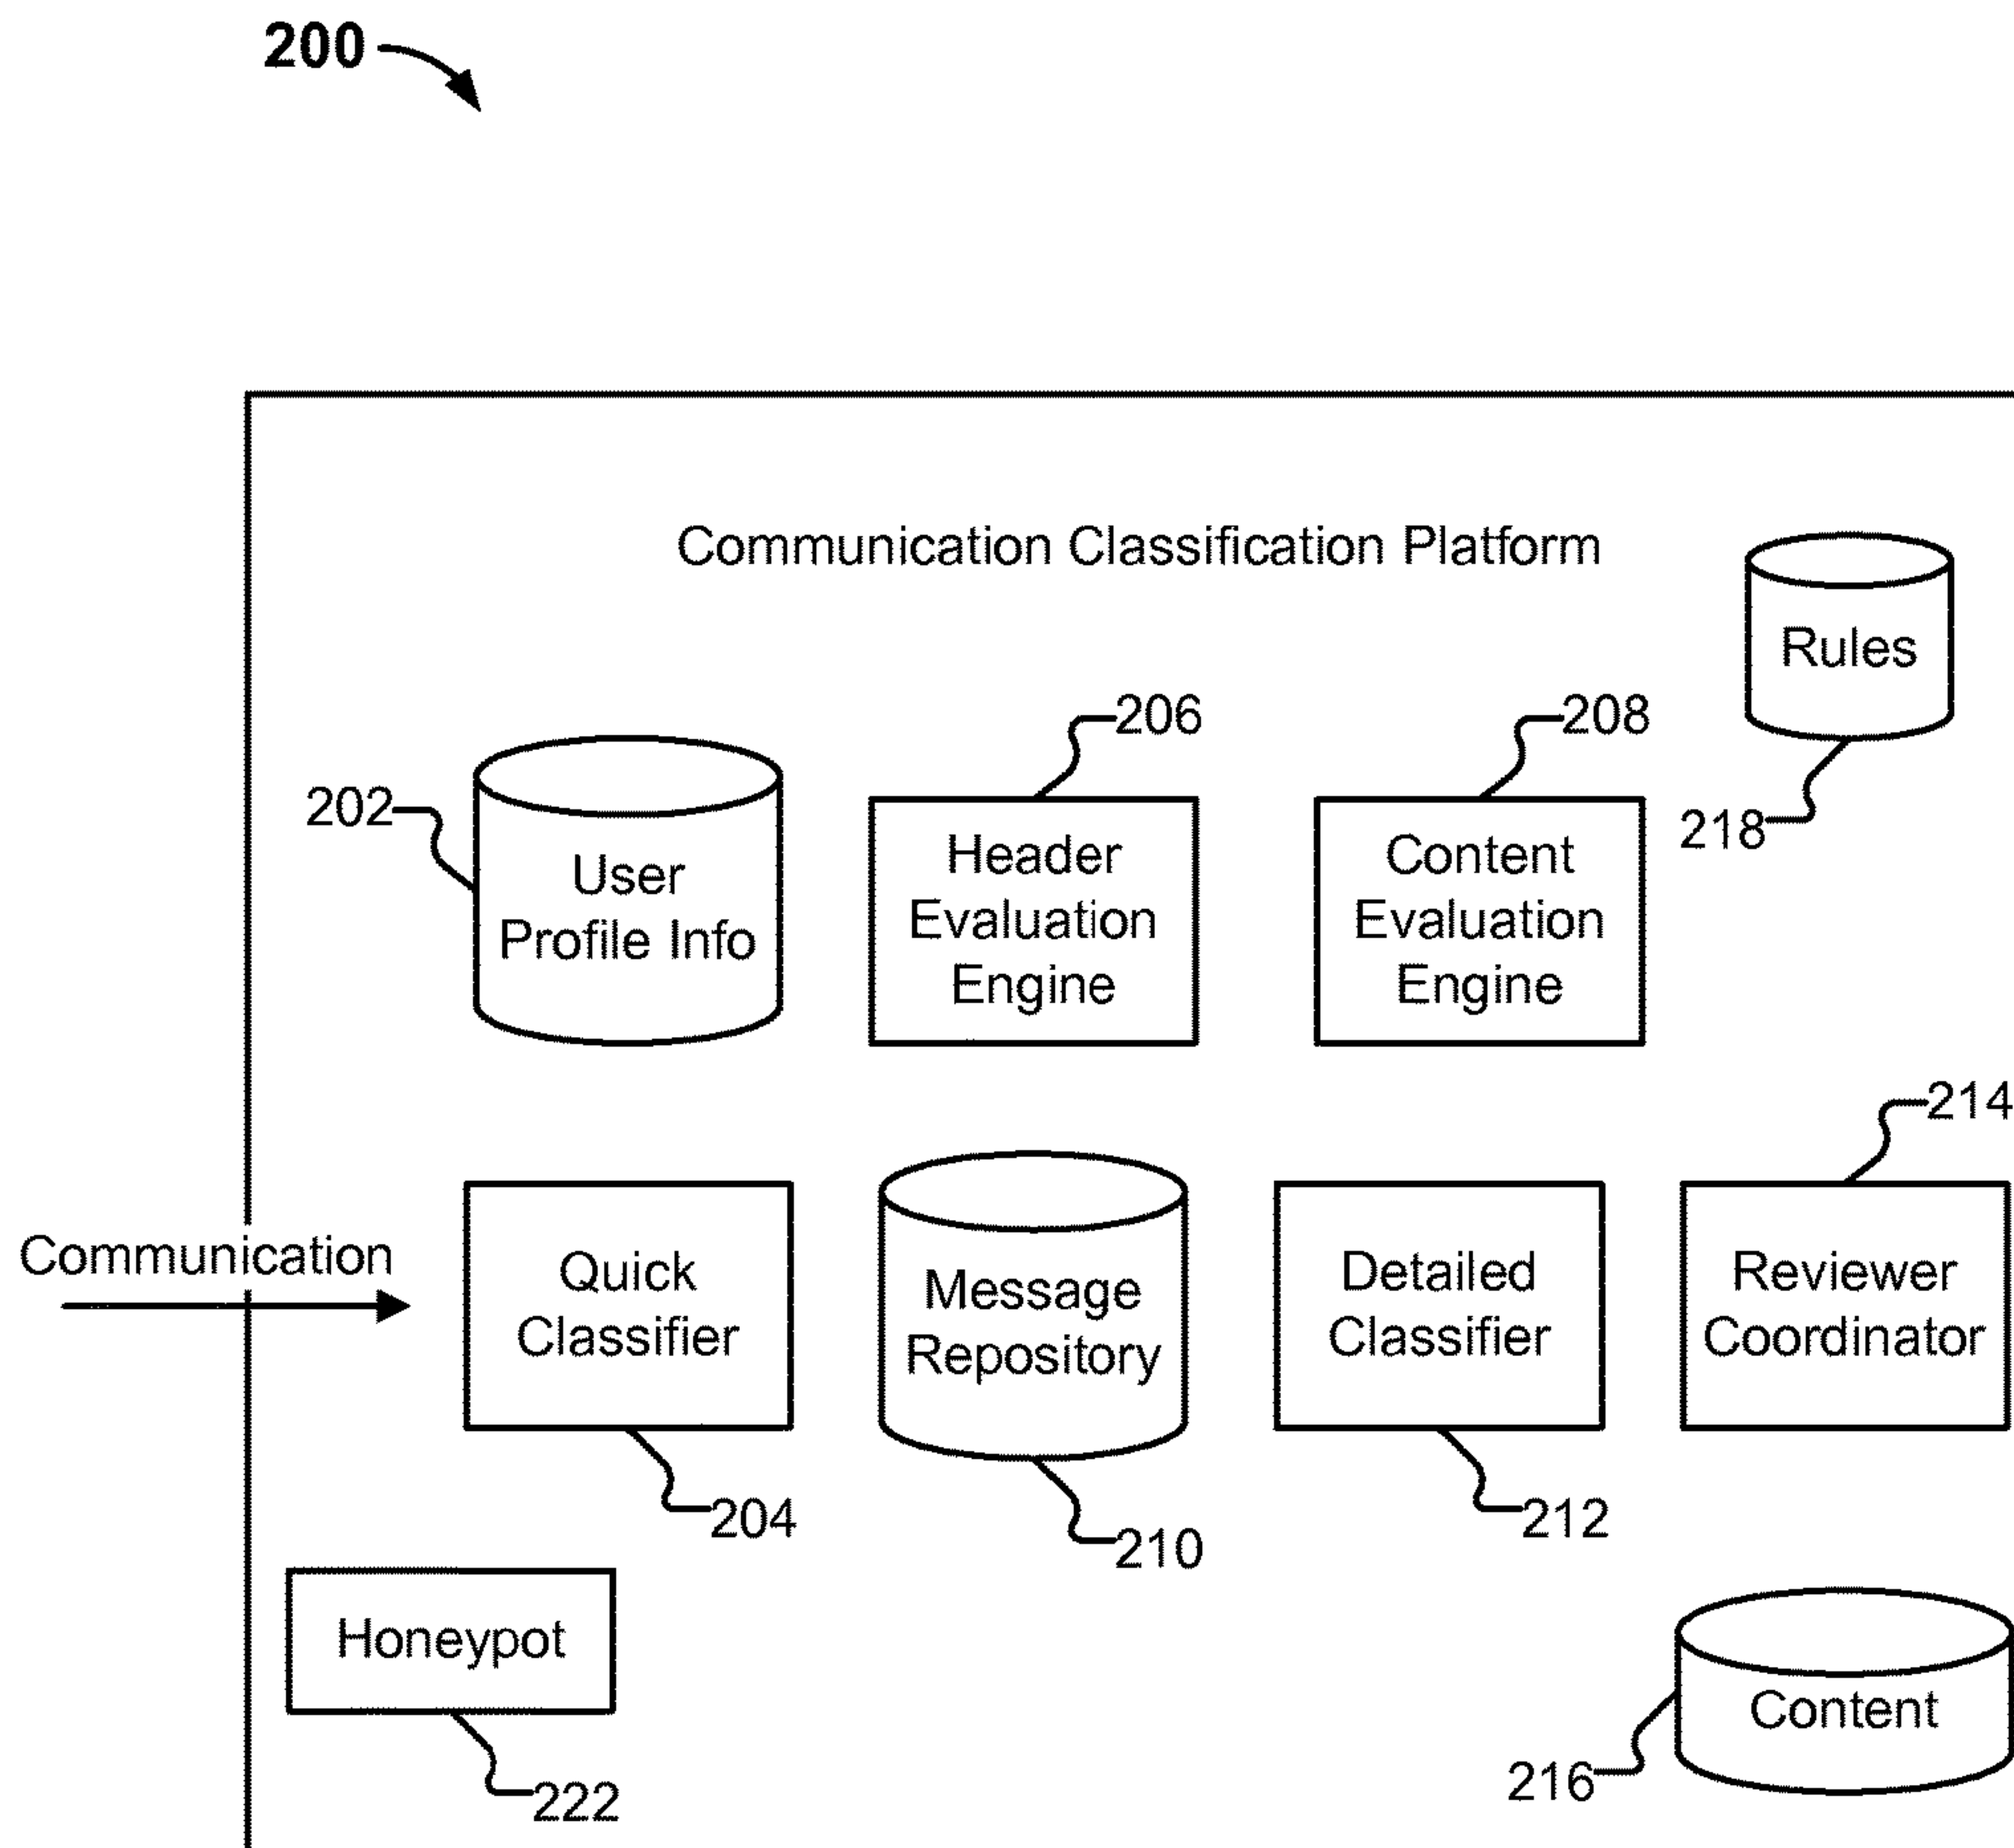 200
Communication Classification Platform
Rules
206
208
202
218
User
Profile Info
Header
Evaluation
Engine
Content
Evaluation
Engine
214
Communication
Quick
Classifier
Message
Repository
Detailed
Classifier
Reviewer
Coordinator
204
210
212
Honeypot
Content
222
216